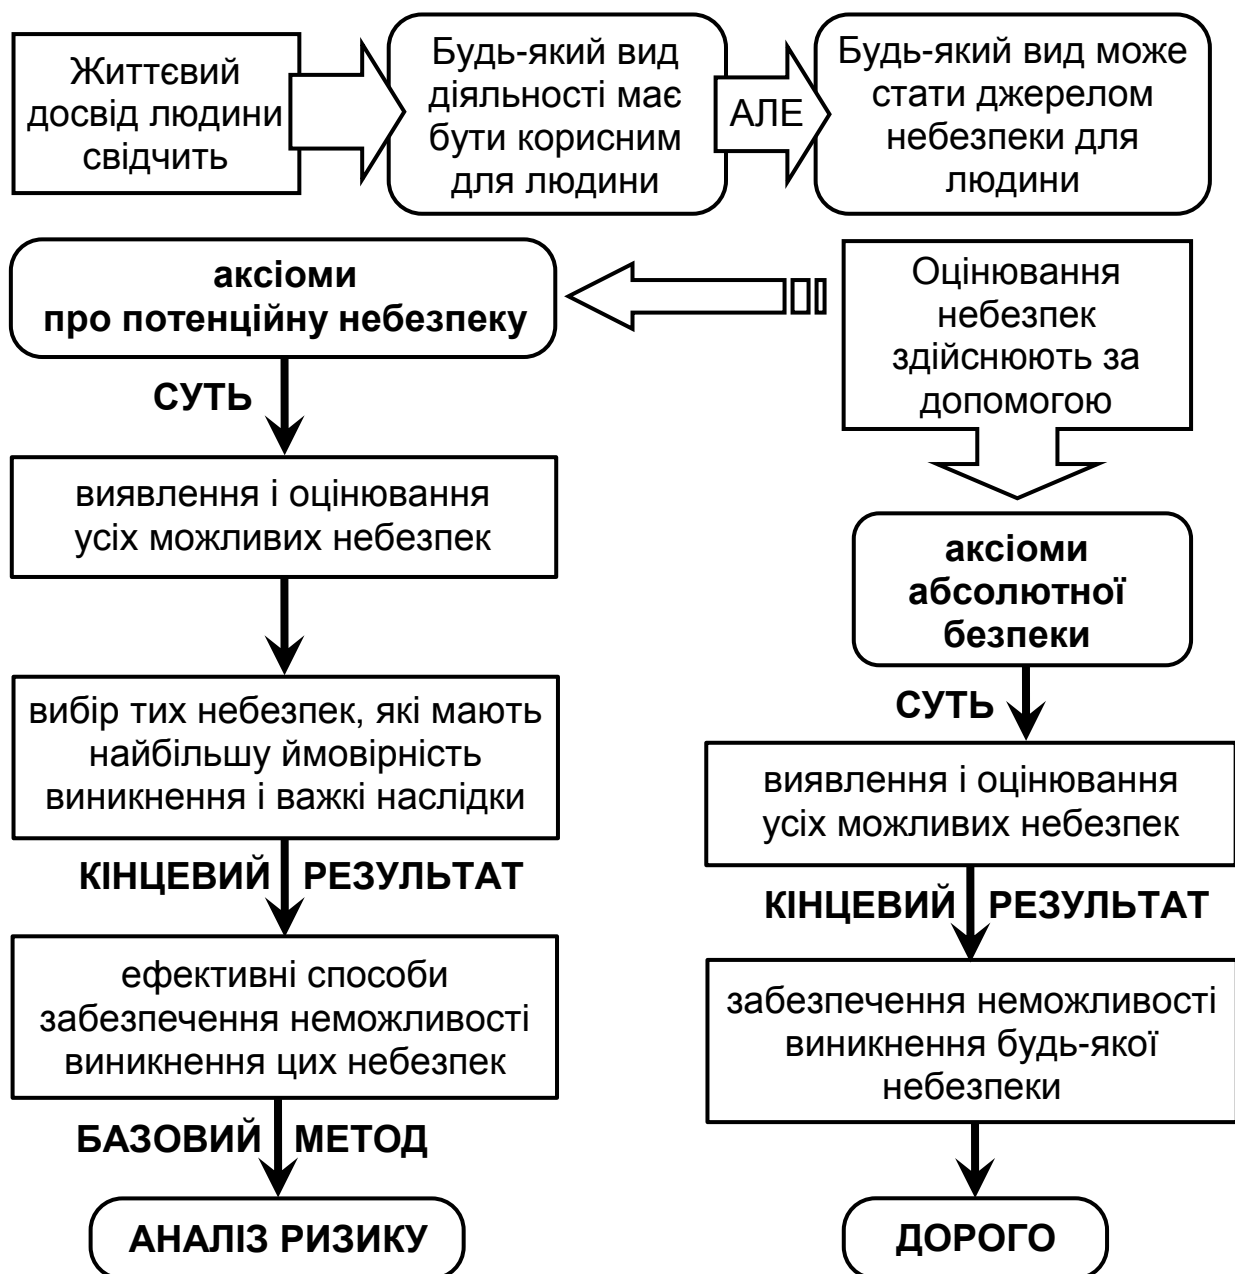 Життєвий
досвід людини
свідчить
Будь-який вид
діяльності має
бути корисним
для людини
АЛЕ
Будь-який вид може
стати джерелом
небезпеки для
людини
Оцінювання
небезпек
здійснюють за
допомогою
аксіоми
про потенційну небезпеку
СУТЬ
виявлення і оцінювання
усіх можливих небезпек
вибір тих небезпек, які мають
найбільшу ймовірність
виникнення і важкі наслідки
КІНЦЕВИЙ РЕЗУЛЬТАТ
ефективні способи
забезпечення неможливості
виникнення цих небезпек
БАЗОВИЙ МЕТОД
АНАЛІЗ РИЗИКУ
аксіоми
абсолютної
безпеки
СУТЬ
виявлення і оцінювання
усіх можливих небезпек
КІНЦЕВИЙ РЕЗУЛЬТАТ
забезпечення неможливості
виникнення будь-якої
небезпеки
ДОРОГО